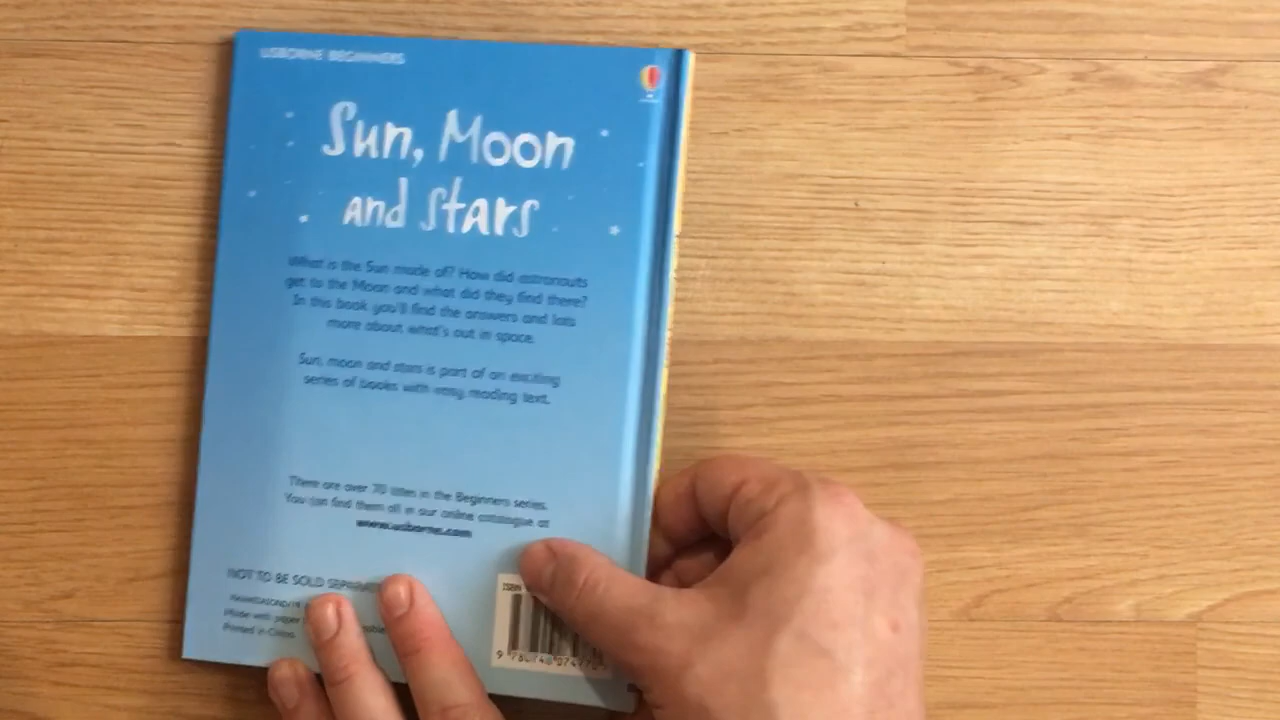 USBORNE BEGINNERS
Sun, Moon
and stars
What is the Sun made of? How did astronauts
get to the Moon and what did they find there?
In this book you'll find the answers and lots
more about what's out in space.
Sun, moon and stars is part of an exciting
series of books with easy reading text.
There are over 70 titles in the Beginners series.
You can find them all in our online catalogue at
www.usborne.com
NOT TO BE SOLD
Made with paper
Printed in China.
ISBN